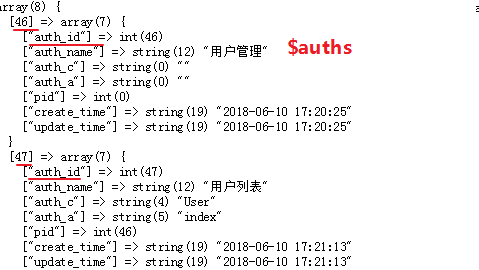 array(8) {
[46] => array(7) {
["auth_id"] => int(46)
["auth_name"] => string(12) "用户管理" $auths
["auth_c"] => string(0) ""
["auth_a"] => string(0) ""
["pid"] => int(0)
["create_time"] => string(19) "2018-06-10 17:20:25"
["update_time"] => string(19) "2018-06-10 17:20:25"
}
[47] => array(7) {
["auth_id"] => int(47)
["auth_name"] => string(12) "用户列表"
["auth_c"] => string(4) "User"
["auth_a"] => string(5) "index"
["pid"] => int(46)
["create_time"] => string(19) "2018-06-10 17:21:13"
["update_time"] => string(19) "2018-06-10 17:21:13"